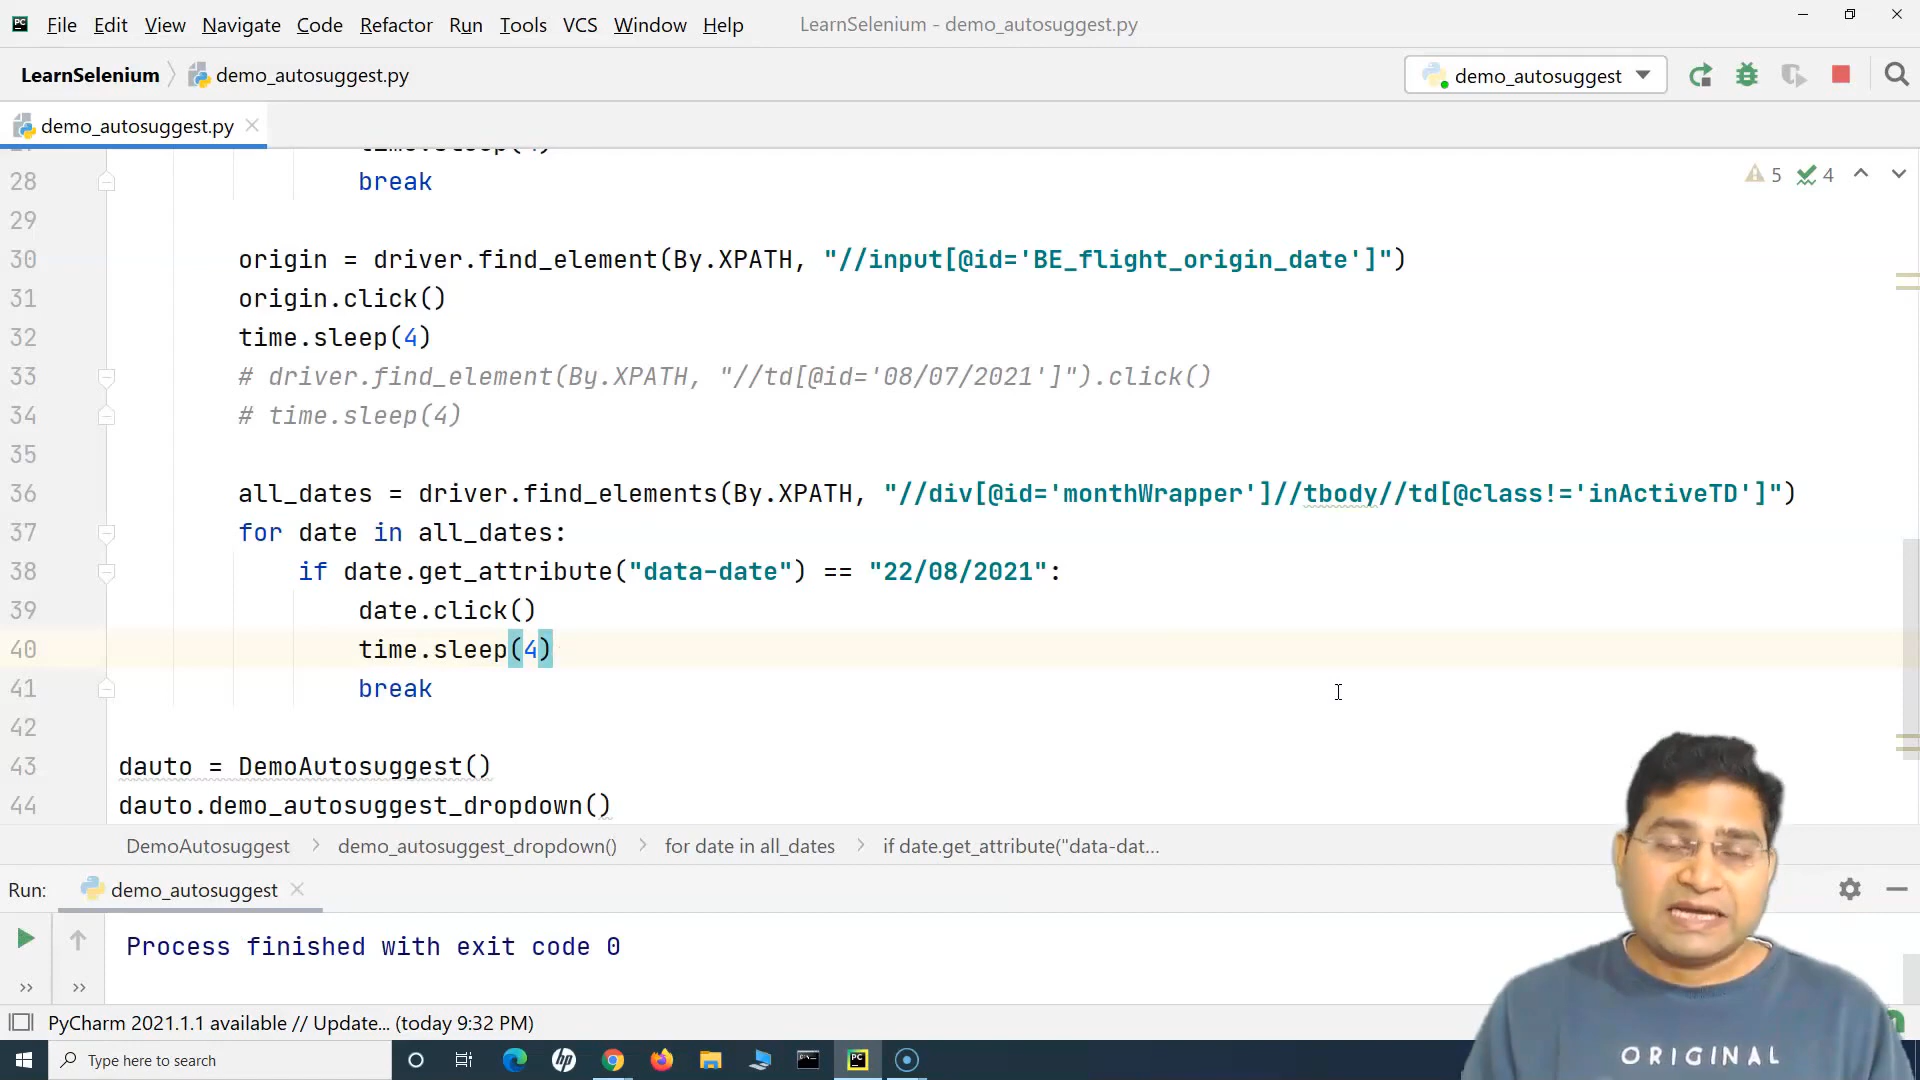 File Edit View Navigate Code Refactor Run Tools VCS Window Help LearnSelenium - demo_autosuggest.py
LearnSelenium demo_autosuggest.py demo_autosuggest
demo_autosuggest.py
5 4
28 break
29
30 origin = driver.find_element(By.XPATH, "//input[@id='BE_flight_origin_date']")
31 origin.click()
32 time.sleep(4)
33 # driver.find_element(By.XPATH, "//td[@id='08/07/2021']").click()
34 # time.sleep(4)
35
36 all_dates = driver.find_elements(By.XPATH, "//div[@id='monthWrapper']//tbody//td[@class!='inActiveTD']")
37 for date in all_dates:
38 if date.get_attribute("data-date") == "22/08/2021":
39 date.click()
40 time.sleep(4)
41 break
42
43 dauto = DemoAutosuggest()
44 dauto.demo_autosuggest_dropdown()
DemoAutosuggest demo_autosuggest_dropdown() for date in all_dates if date.get_attribute("data-dat...
Run: demo_autosuggest
Process finished with exit code 0
PyCharm 2021.1.1 available // Update... (today 9:32 PM)
Type here to search
ORIGINAL